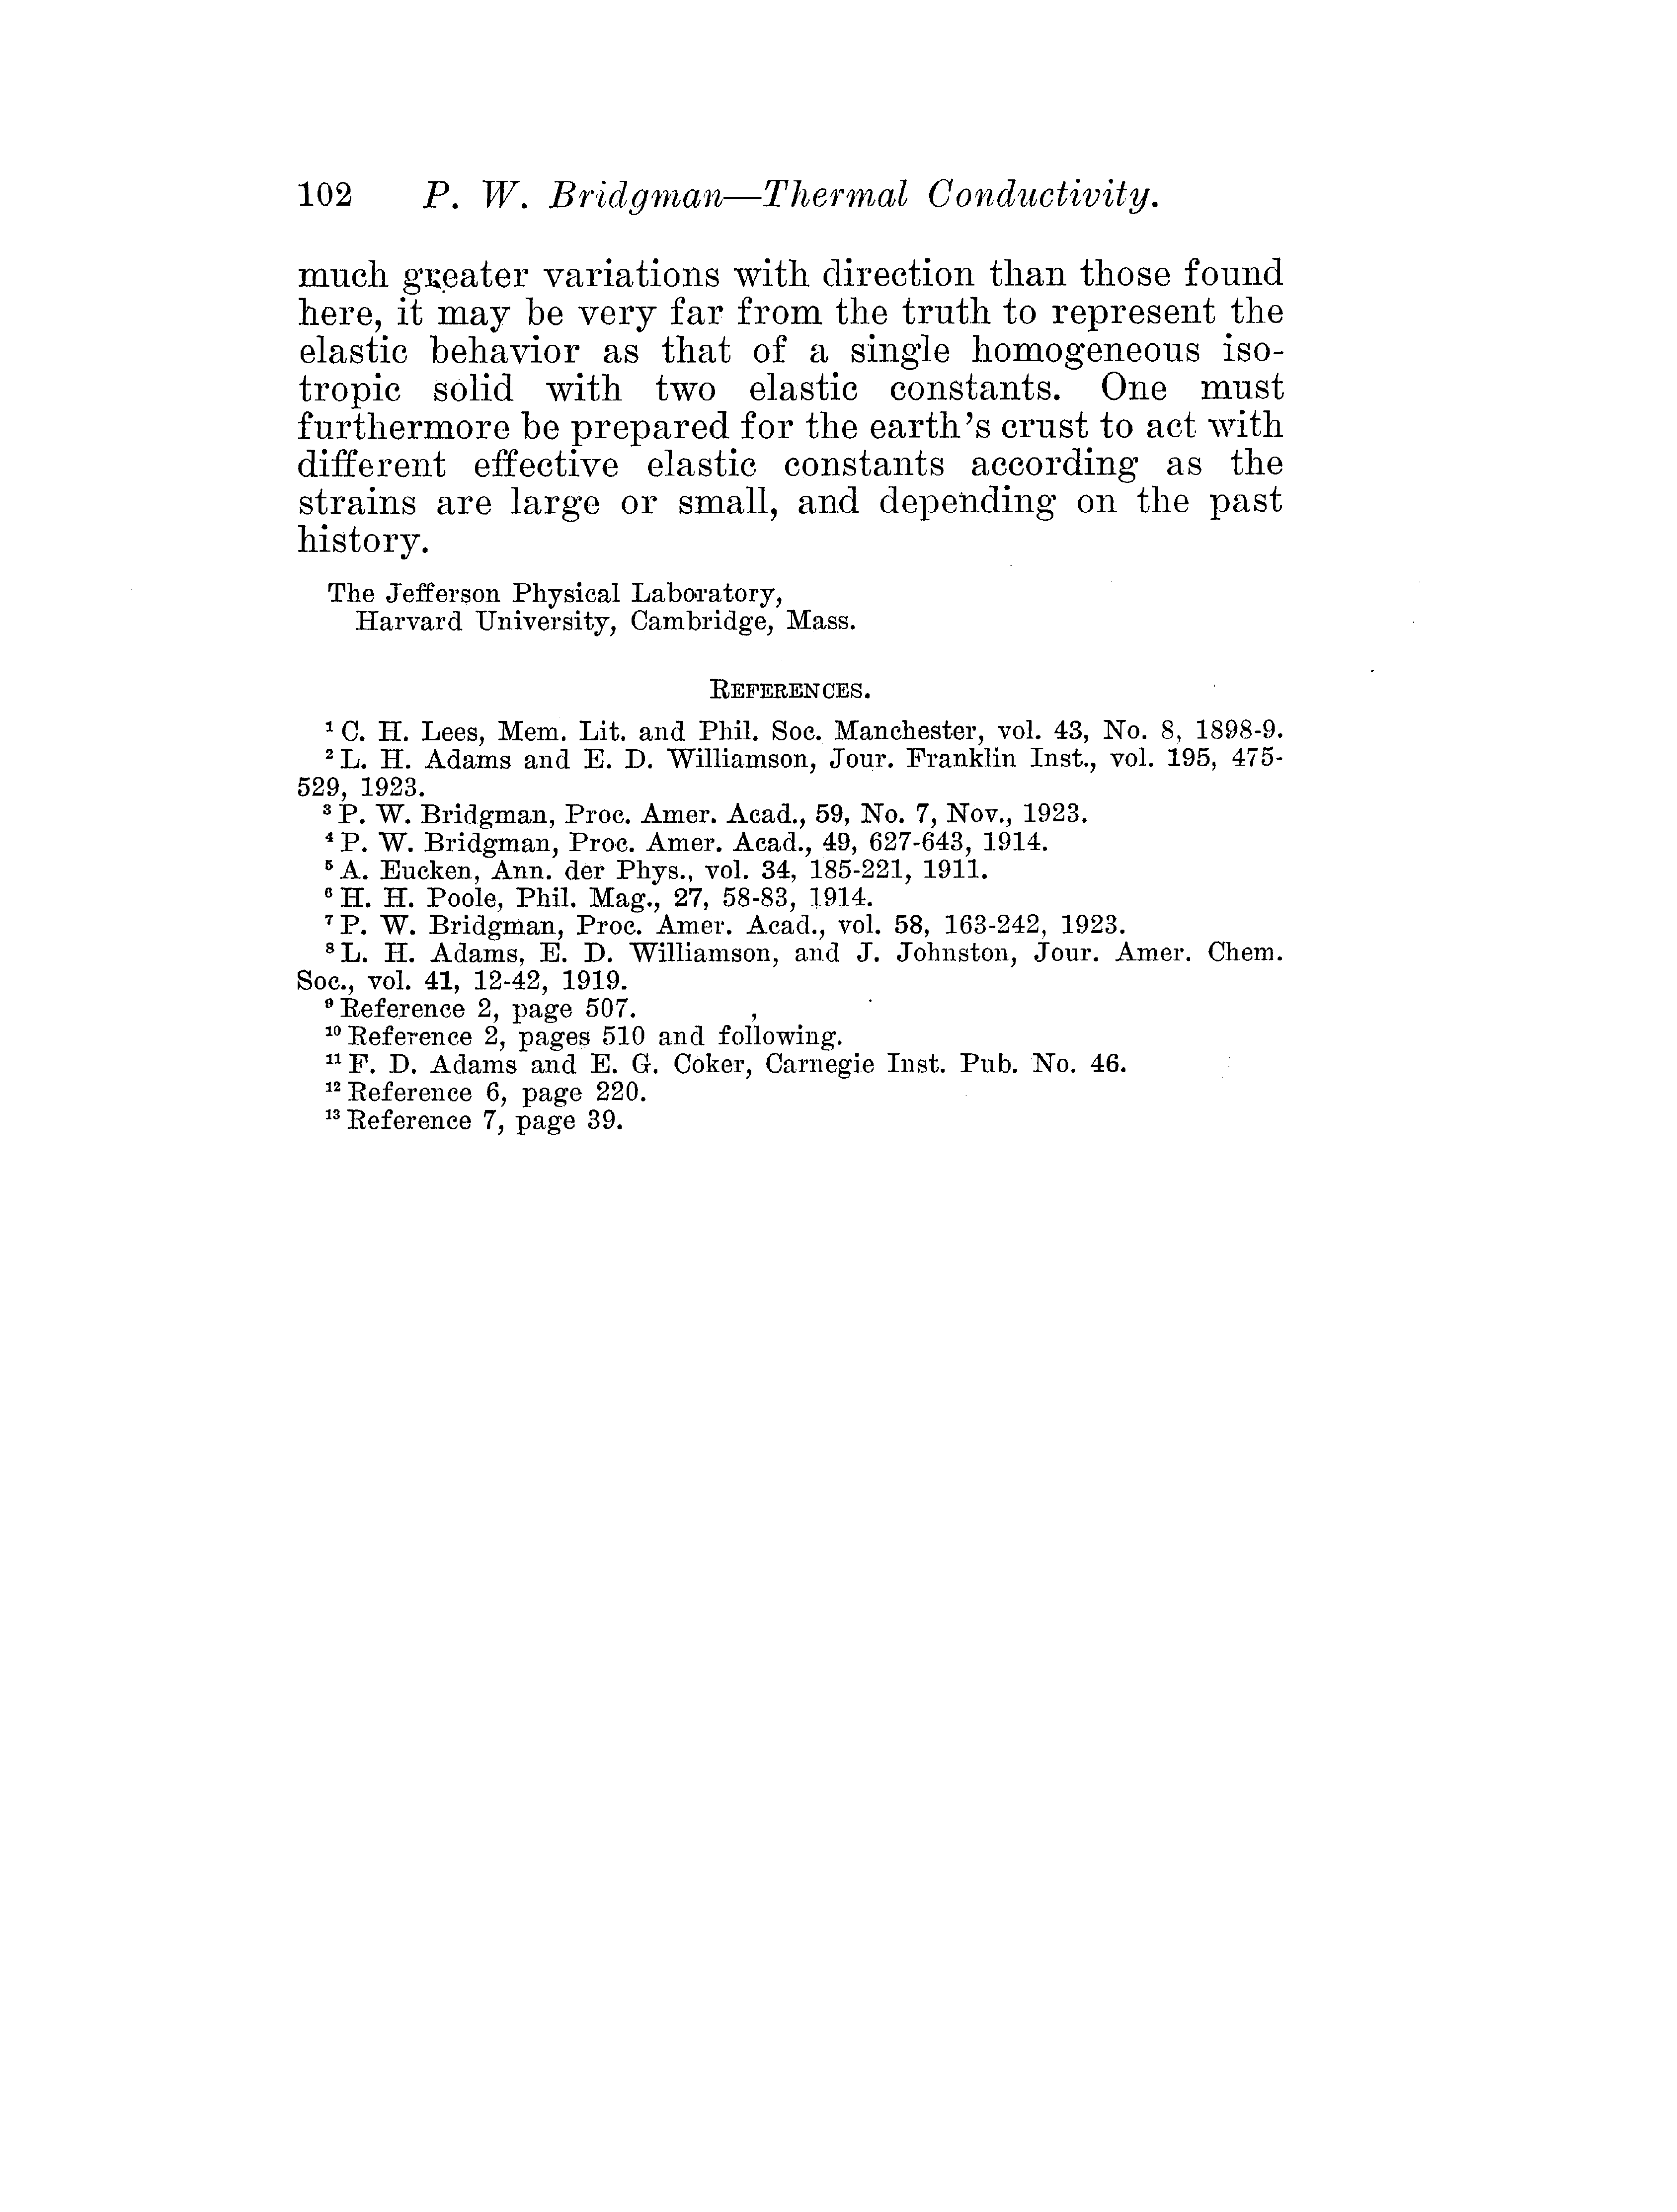 102 P. W. Bridgman—Thermal Conductivity.
much greater variations with direction than those found
here, it may be very far from the truth to represent the
elastic behavior as that of a single homogeneous iso-
tropic solid with two elastic constants. One must
furthermore be prepared for the earth's crust to act with
different effective elastic constants according as the
strains are large or small, and depending on the past
history.
The Jefferson Physical Laboratory,
Harvard University, Cambridge, Mass.
REFERENCES.
¹ C. H. Lees, Mem. Lit. and Phil. Soc. Manchester, vol. 43, No. 8, 1898-9.
² L. H. Adams and E. D. Williamson, Jour. Franklin Inst., vol. 195, 475-
529, 1923.
³ P. W. Bridgman, Proc. Amer. Acad., 59, No. 7, Nov., 1923.
⁴ P. W. Bridgman, Proc. Amer. Acad., 49, 627-643, 1914.
⁵ A. Eucken, Ann. der Phys., vol. 34, 185-221, 1911.
⁶ H. H. Poole, Phil. Mag., 27, 58-83, 1914.
⁷ P. W. Bridgman, Proc. Amer. Acad., vol. 58, 163-242, 1923.
⁸ L. H. Adams, E. D. Williamson, and J. Johnston, Jour. Amer. Chem.
Soc., vol. 41, 12-42, 1919.
⁹ Reference 2, page 507.
¹⁰ Reference 2, pages 510 and following.
¹¹ F. D. Adams and E. G. Coker, Carnegie Inst. Pub. No. 46.
¹² Reference 6, page 220.
¹³ Reference 7, page 39.